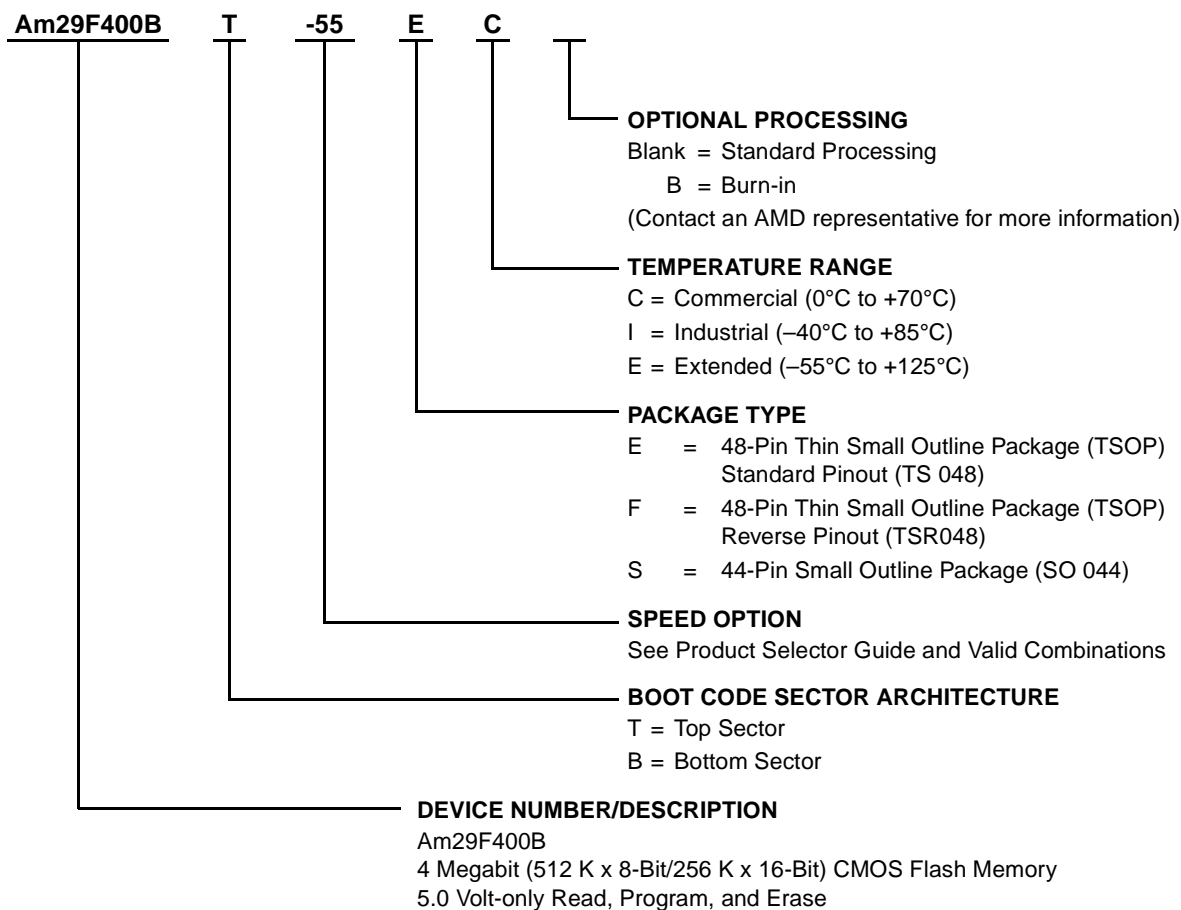 Am29F400B T -55 E C
OPTIONAL PROCESSING
Blank = Standard Processing
B = Burn-in
(Contact an AMD representative for more information)
TEMPERATURE RANGE
C = Commercial (0°C to +70°C)
I = Industrial (–40°C to +85°C)
E = Extended (–55°C to +125°C)
PACKAGE TYPE
E = 48-Pin Thin Small Outline Package (TSOP)
Standard Pinout (TS 048)
F = 48-Pin Thin Small Outline Package (TSOP)
Reverse Pinout (TSR048)
S = 44-Pin Small Outline Package (SO 044)
SPEED OPTION
See Product Selector Guide and Valid Combinations
BOOT CODE SECTOR ARCHITECTURE
T = Top Sector
B = Bottom Sector
DEVICE NUMBER/DESCRIPTION
Am29F400B
4 Megabit (512 K x 8-Bit/256 K x 16-Bit) CMOS Flash Memory
5.0 Volt-only Read, Program, and Erase